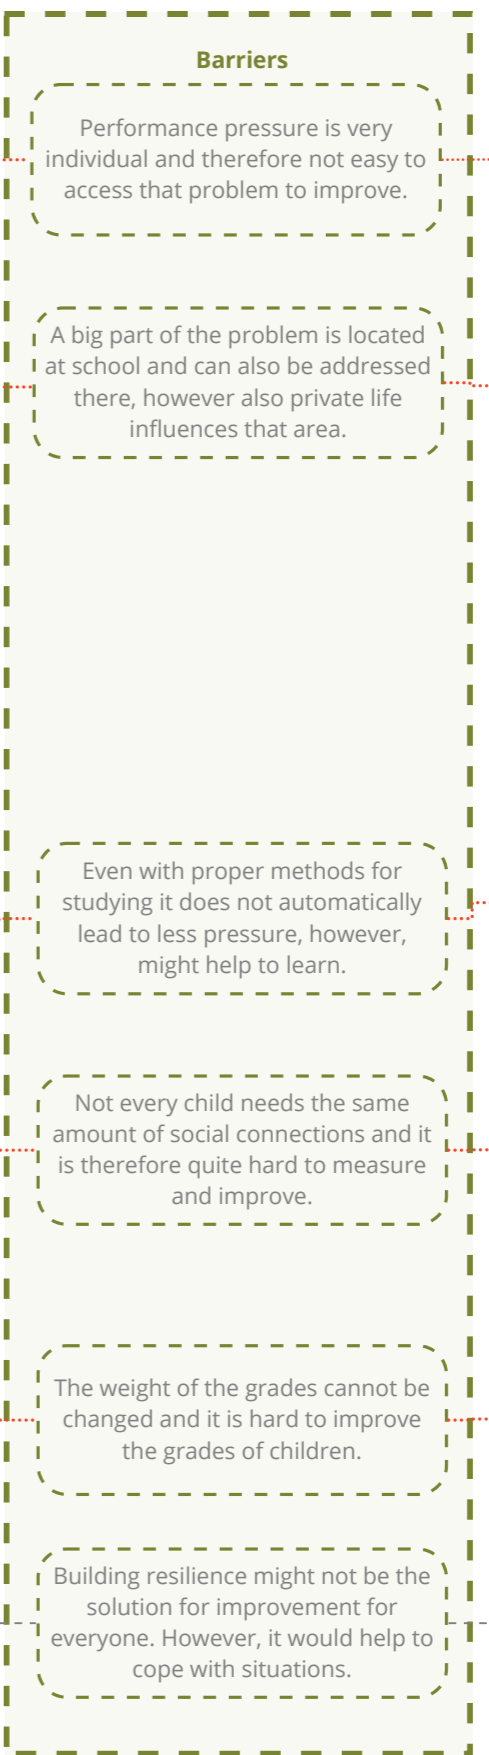 Barriers
Performance pressure is very
individual and therefore not easy to
access that problem to improve.
A big part of the problem is located
at school and can also be addressed
there, however also private life
influences that area.
Even with proper methods for
studying it does not automatically
lead to less pressure, however,
might help to learn.
Not every child needs the same
amount of social connections and it
is therefore quite hard to measure
and improve.
The weight of the grades cannot be
changed and it is hard to improve
the grades of children.
Building resilience might not be the
solution for improvement for
everyone. However, it would help to
cope with situations.